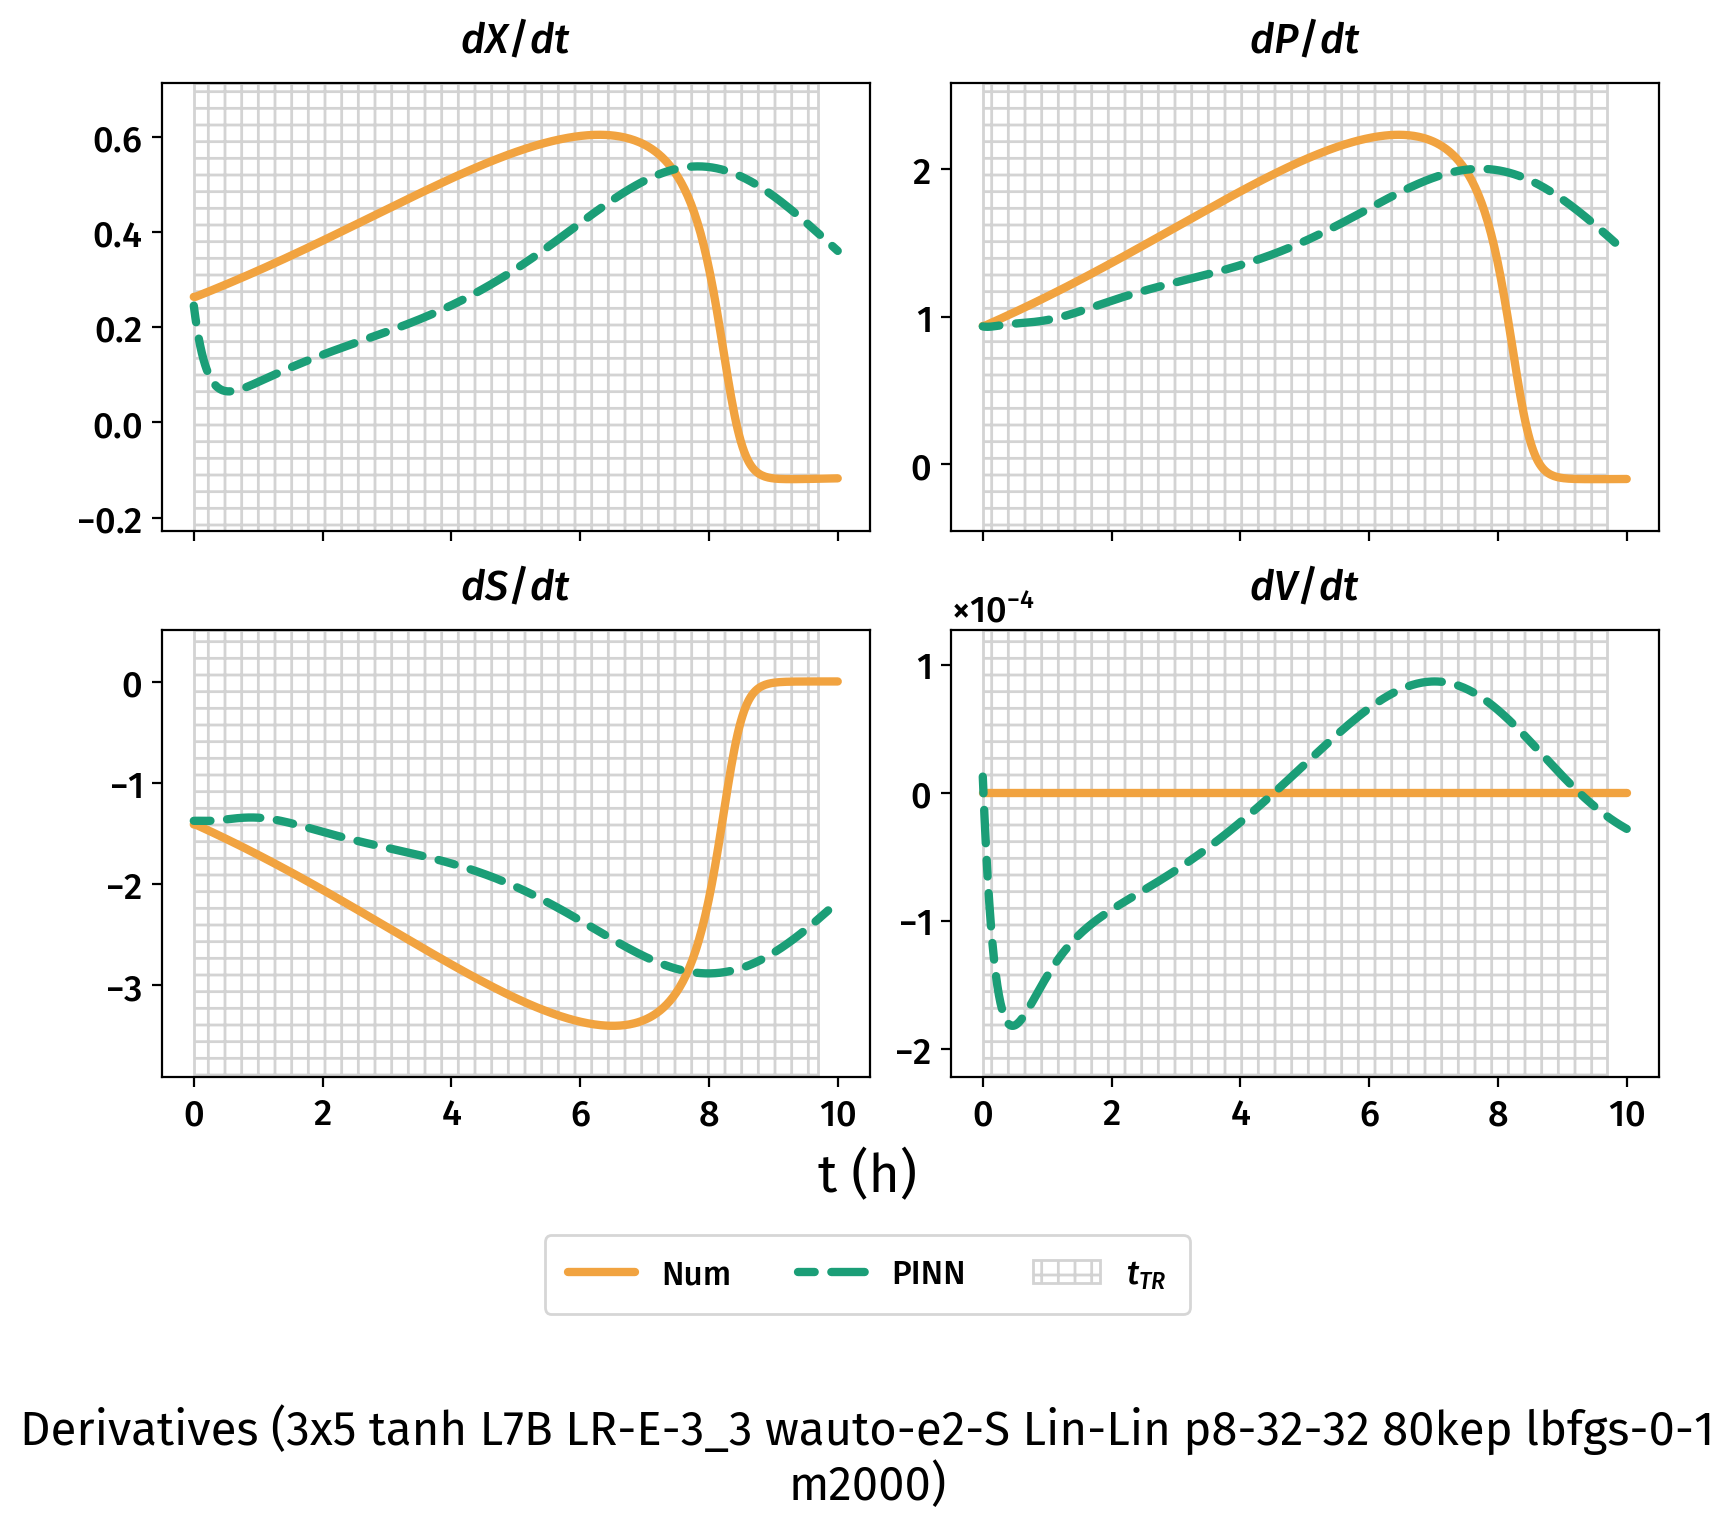 dX/dt
dP/dt
0.6
0.4
0.2
0.0
−0.2
2
1
0
dS/dt
dV/dt
×10⁻⁴
0
−1
−2
−3
1
0
−1
−2
0 2 4 6 8 10
0 2 4 6 8 10
t (h)
Num PINN t_TR
Derivatives (3x5 tanh L7B LR-E-3_3 wauto-e2-S Lin-Lin p8-32-32 80kep lbfgs-0-1
m2000)